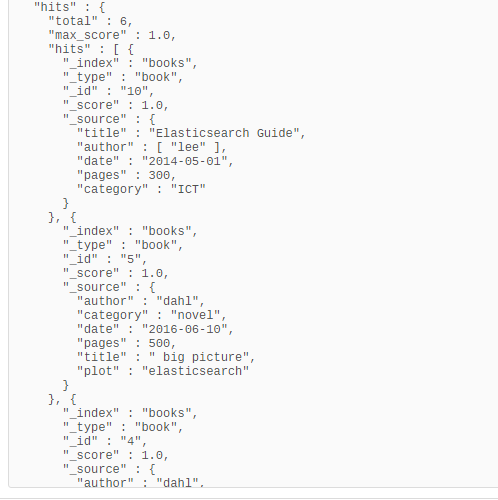 "hits" : {
"total" : 6,
"max_score" : 1.0,
"hits" : [ {
"_index" : "books",
"_type" : "book",
"_id" : "10",
"_score" : 1.0,
"_source" : {
"title" : "Elasticsearch Guide",
"author" : [ "lee" ],
"date" : "2014-05-01",
"pages" : 300,
"category" : "ICT"
}
}, {
"_index" : "books",
"_type" : "book",
"_id" : "5",
"_score" : 1.0,
"_source" : {
"author" : "dahl",
"category" : "novel",
"date" : "2016-06-10",
"pages" : 500,
"title" : " big picture",
"plot" : "elasticsearch"
}
}, {
"_index" : "books",
"_type" : "book",
"_id" : "4",
"_score" : 1.0,
"_source" : {
"author" : "dahl",